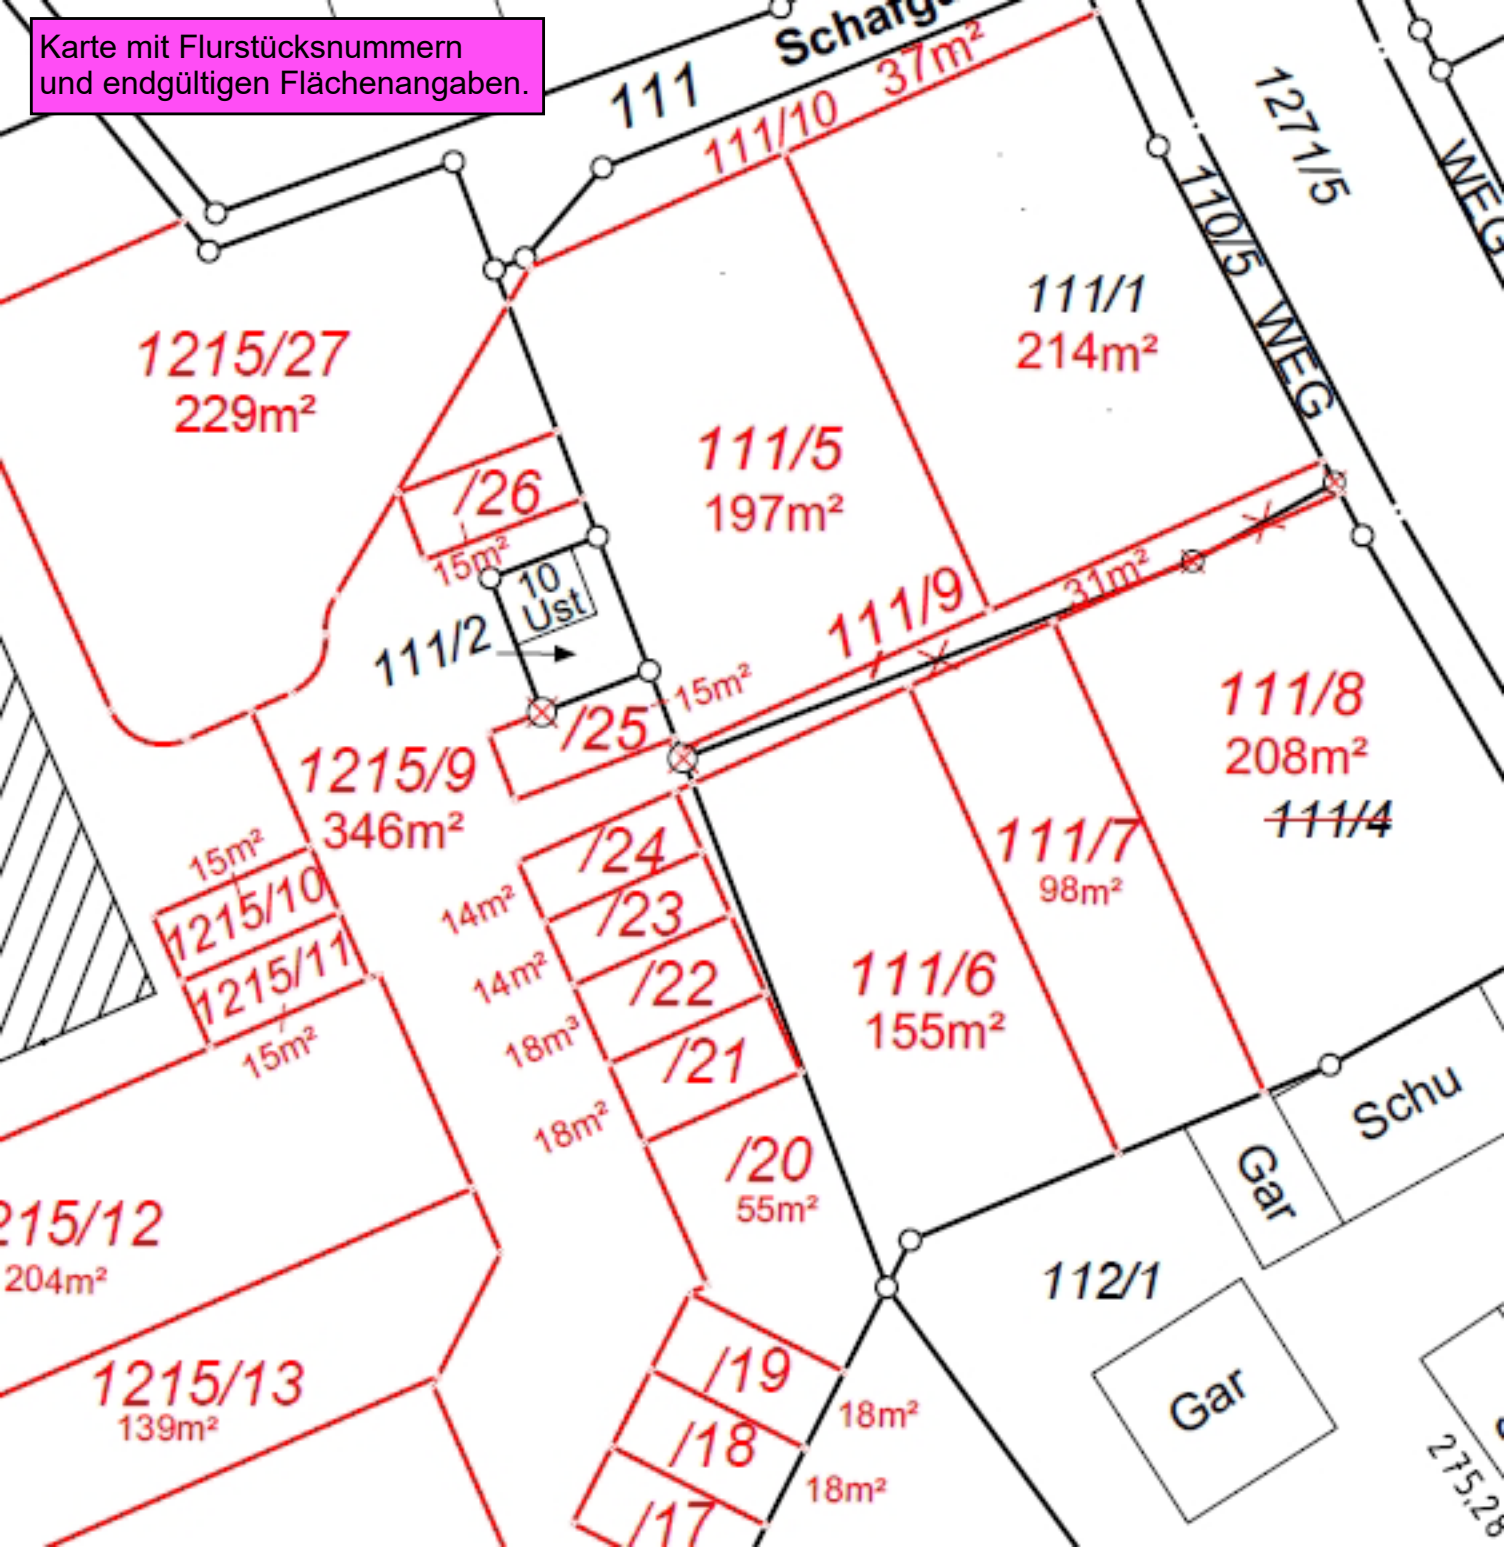 Karte mit Flurstücksnummern
und endgültigen Flächenangaben.
111
37m²
111/10
1271/5
WEG
110/5 WEG
111/1
214m²
1215/27
229m²
111/5
197m²
/26
15m²
10
Ust
111/2
111/9
31m²
15m²
/25
1215/9
346m²
111/8
208m²
111/4
111/7
98m²
15m²
1215/10
1215/11
15m²
/24
14m²
/23
14m²
/22
18m³
/21
18m²
111/6
155m²
/20
55m²
Schu
Gar
112/1
Gar
215/12
204m²
1215/13
139m²
/19
18m²
/18
18m²
/17